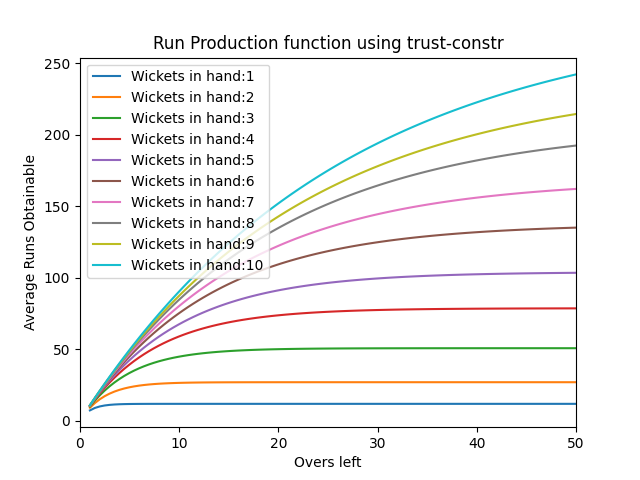 Run Production function using trust-constr
Average Runs Obtainable
250
200
150
100
50
0
Wickets in hand:1
Wickets in hand:2
Wickets in hand:3
Wickets in hand:4
Wickets in hand:5
Wickets in hand:6
Wickets in hand:7
Wickets in hand:8
Wickets in hand:9
Wickets in hand:10
0 10 20 30 40 50
Overs left